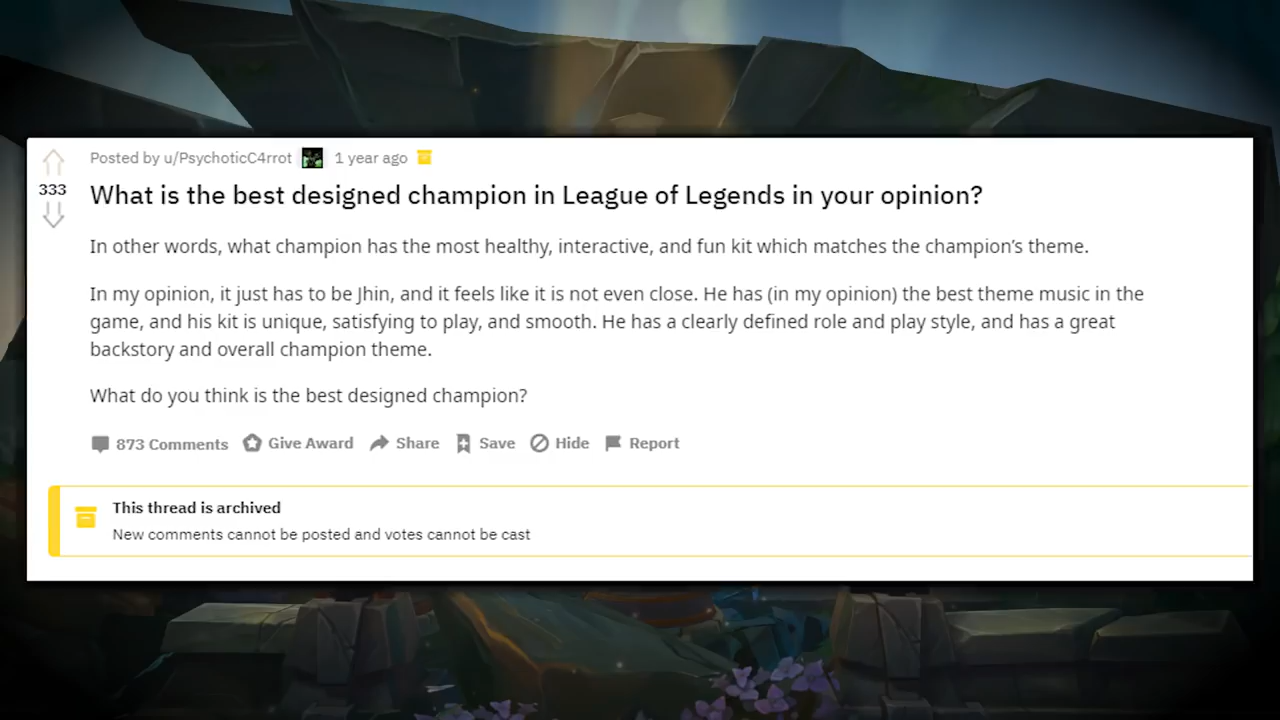 Posted by u/PsychoticC4rrot 1 year ago
333
What is the best designed champion in League of Legends in your opinion?
In other words, what champion has the most healthy, interactive, and fun kit which matches the champion's theme.
In my opinion, it just has to be Jhin, and it feels like it is not even close. He has (in my opinion) the best theme music in the
game, and his kit is unique, satisfying to play, and smooth. He has a clearly defined role and play style, and has a great
backstory and overall champion theme.
What do you think is the best designed champion?
873 Comments Give Award Share Save Hide Report
This thread is archived
New comments cannot be posted and votes cannot be cast